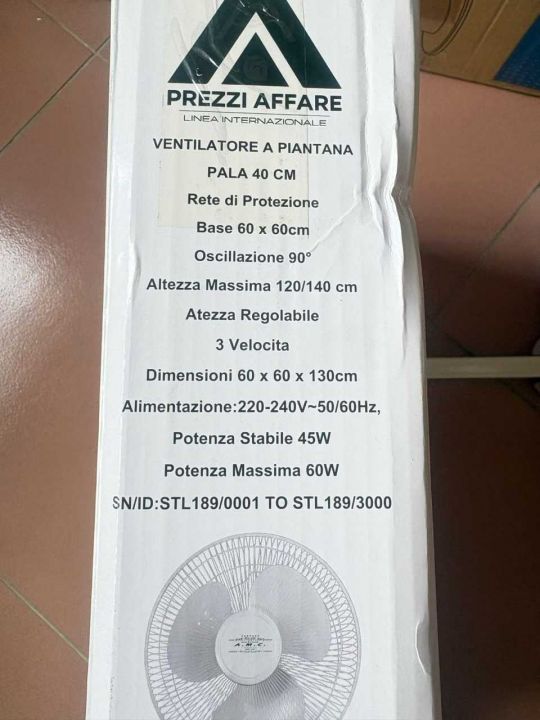 PREZZI AFFARE
LINEA INTERNAZIONALE
VENTILATORE A PIANTANA
PALA 40 CM
Rete di Protezione
Base 60 x 60cm
Oscillazione 90°
Altezza Massima 120/140 cm
Atezza Regolabile
3 Velocita
Dimensioni 60 x 60 x 130cm
Alimentazione:220-240V~50/60Hz,
Potenza Stabile 45W
Potenza Massima 60W
SN/ID:STL189/0001 TO STL189/3000
A.M.C.